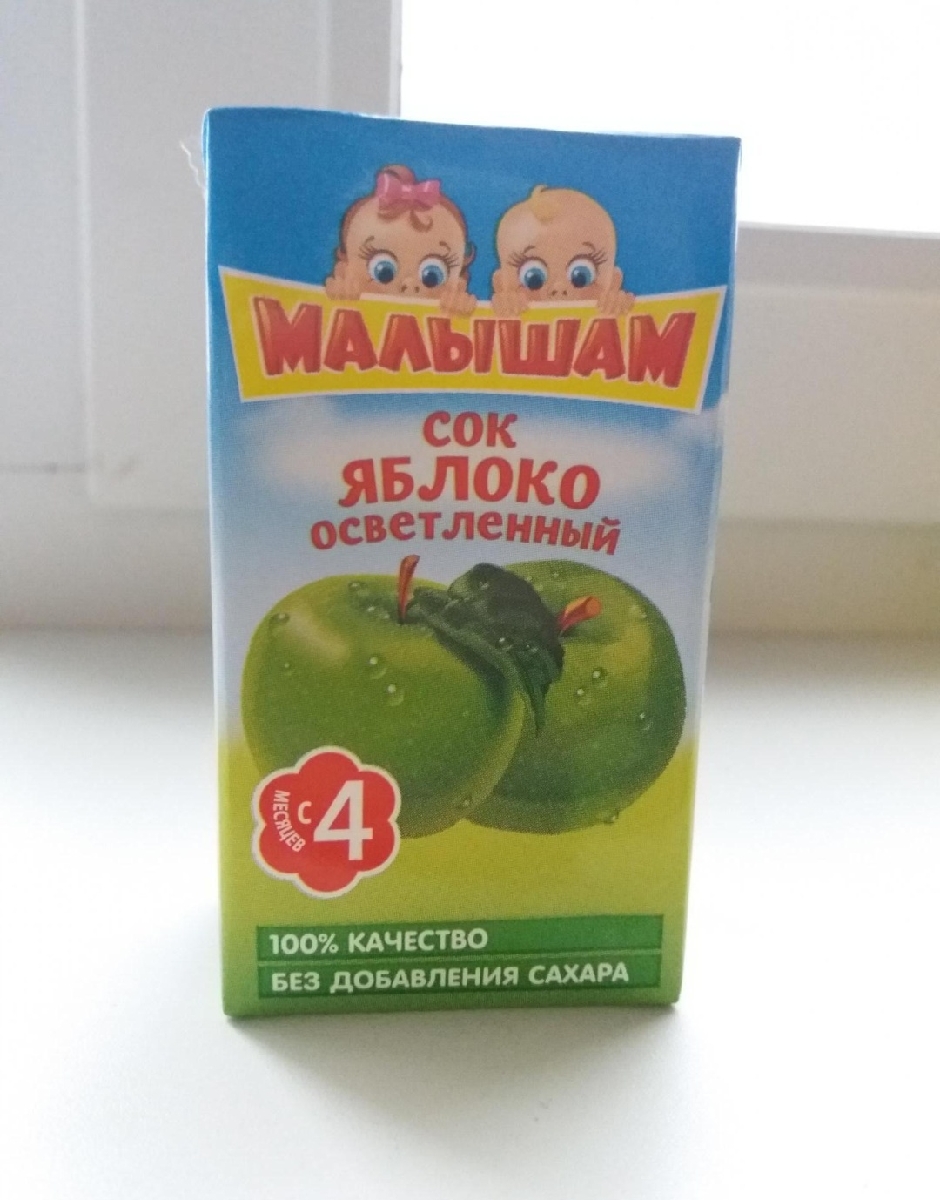 МАЛЫШАМ
СОК
ЯБЛОКО
ОСВЕТЛЕННЫЙ
С 4
МЕСЯЦЕВ
100% КАЧЕСТВО
БЕЗ ДОБАВЛЕНИЯ САХАРА